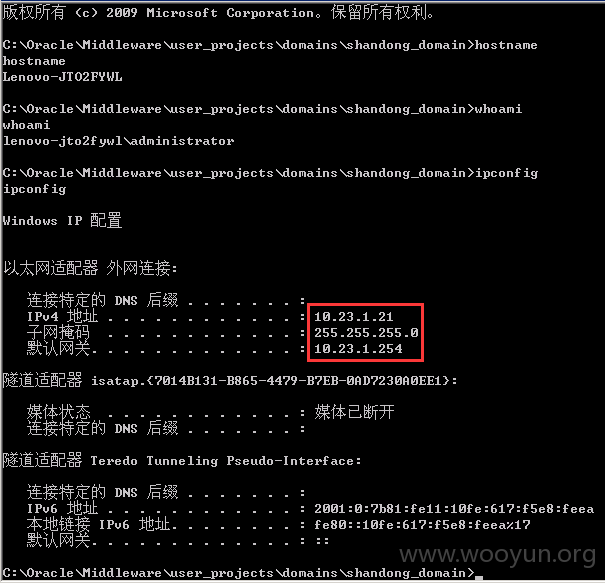 版权所有 (c) 2009 Microsoft Corporation。保留所有权利。
C:\Oracle\Middleware\user_projects\domains\shandong_domain>hostname
hostname
Lenovo-JTO2FYWL
C:\Oracle\Middleware\user_projects\domains\shandong_domain>whoami
whoami
lenovo-jto2fywl\administrator
C:\Oracle\Middleware\user_projects\domains\shandong_domain>ipconfig
ipconfig
Windows IP 配置
以太网适配器 外网连接:
连接特定的 DNS 后缀 . . . . . . . :
IPv4 地址 . . . . . . . . . . . . : 10.23.1.21
子网掩码 . . . . . . . . . . . . : 255.255.255.0
默认网关. . . . . . . . . . . . . : 10.23.1.254
隧道适配器 isatap.{7014B131-B865-4479-B7EB-0AD7230A0EE1}:
媒体状态 . . . . . . . . . . . . : 媒体已断开
连接特定的 DNS 后缀 . . . . . . . :
隧道适配器 Teredo Tunneling Pseudo-Interface:
连接特定的 DNS 后缀 . . . . . . . :
IPv6 地址 . . . . . . . . . . . . : 2001:0:7b81:fe11:10fe:617:f5e8:feea
本地链接 IPv6 地址. . . . . . . . : fe80::10fe:617:f5e8:feea%17
默认网关. . . . . . . . . . . . . : ::
C:\Oracle\Middleware\user_projects\domains\shandong_domain>
www.wooyun.org